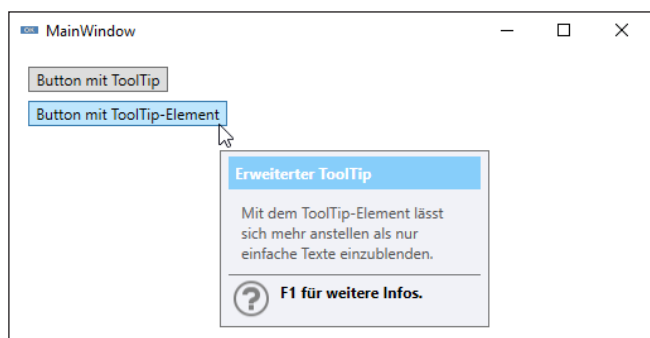 MainWindow
Button mit ToolTip
Button mit ToolTip-Element
Erweiterter ToolTip
Mit dem ToolTip-Element lässt
sich mehr anstellen als nur
einfache Texte einzublenden.
F1 für weitere Infos.